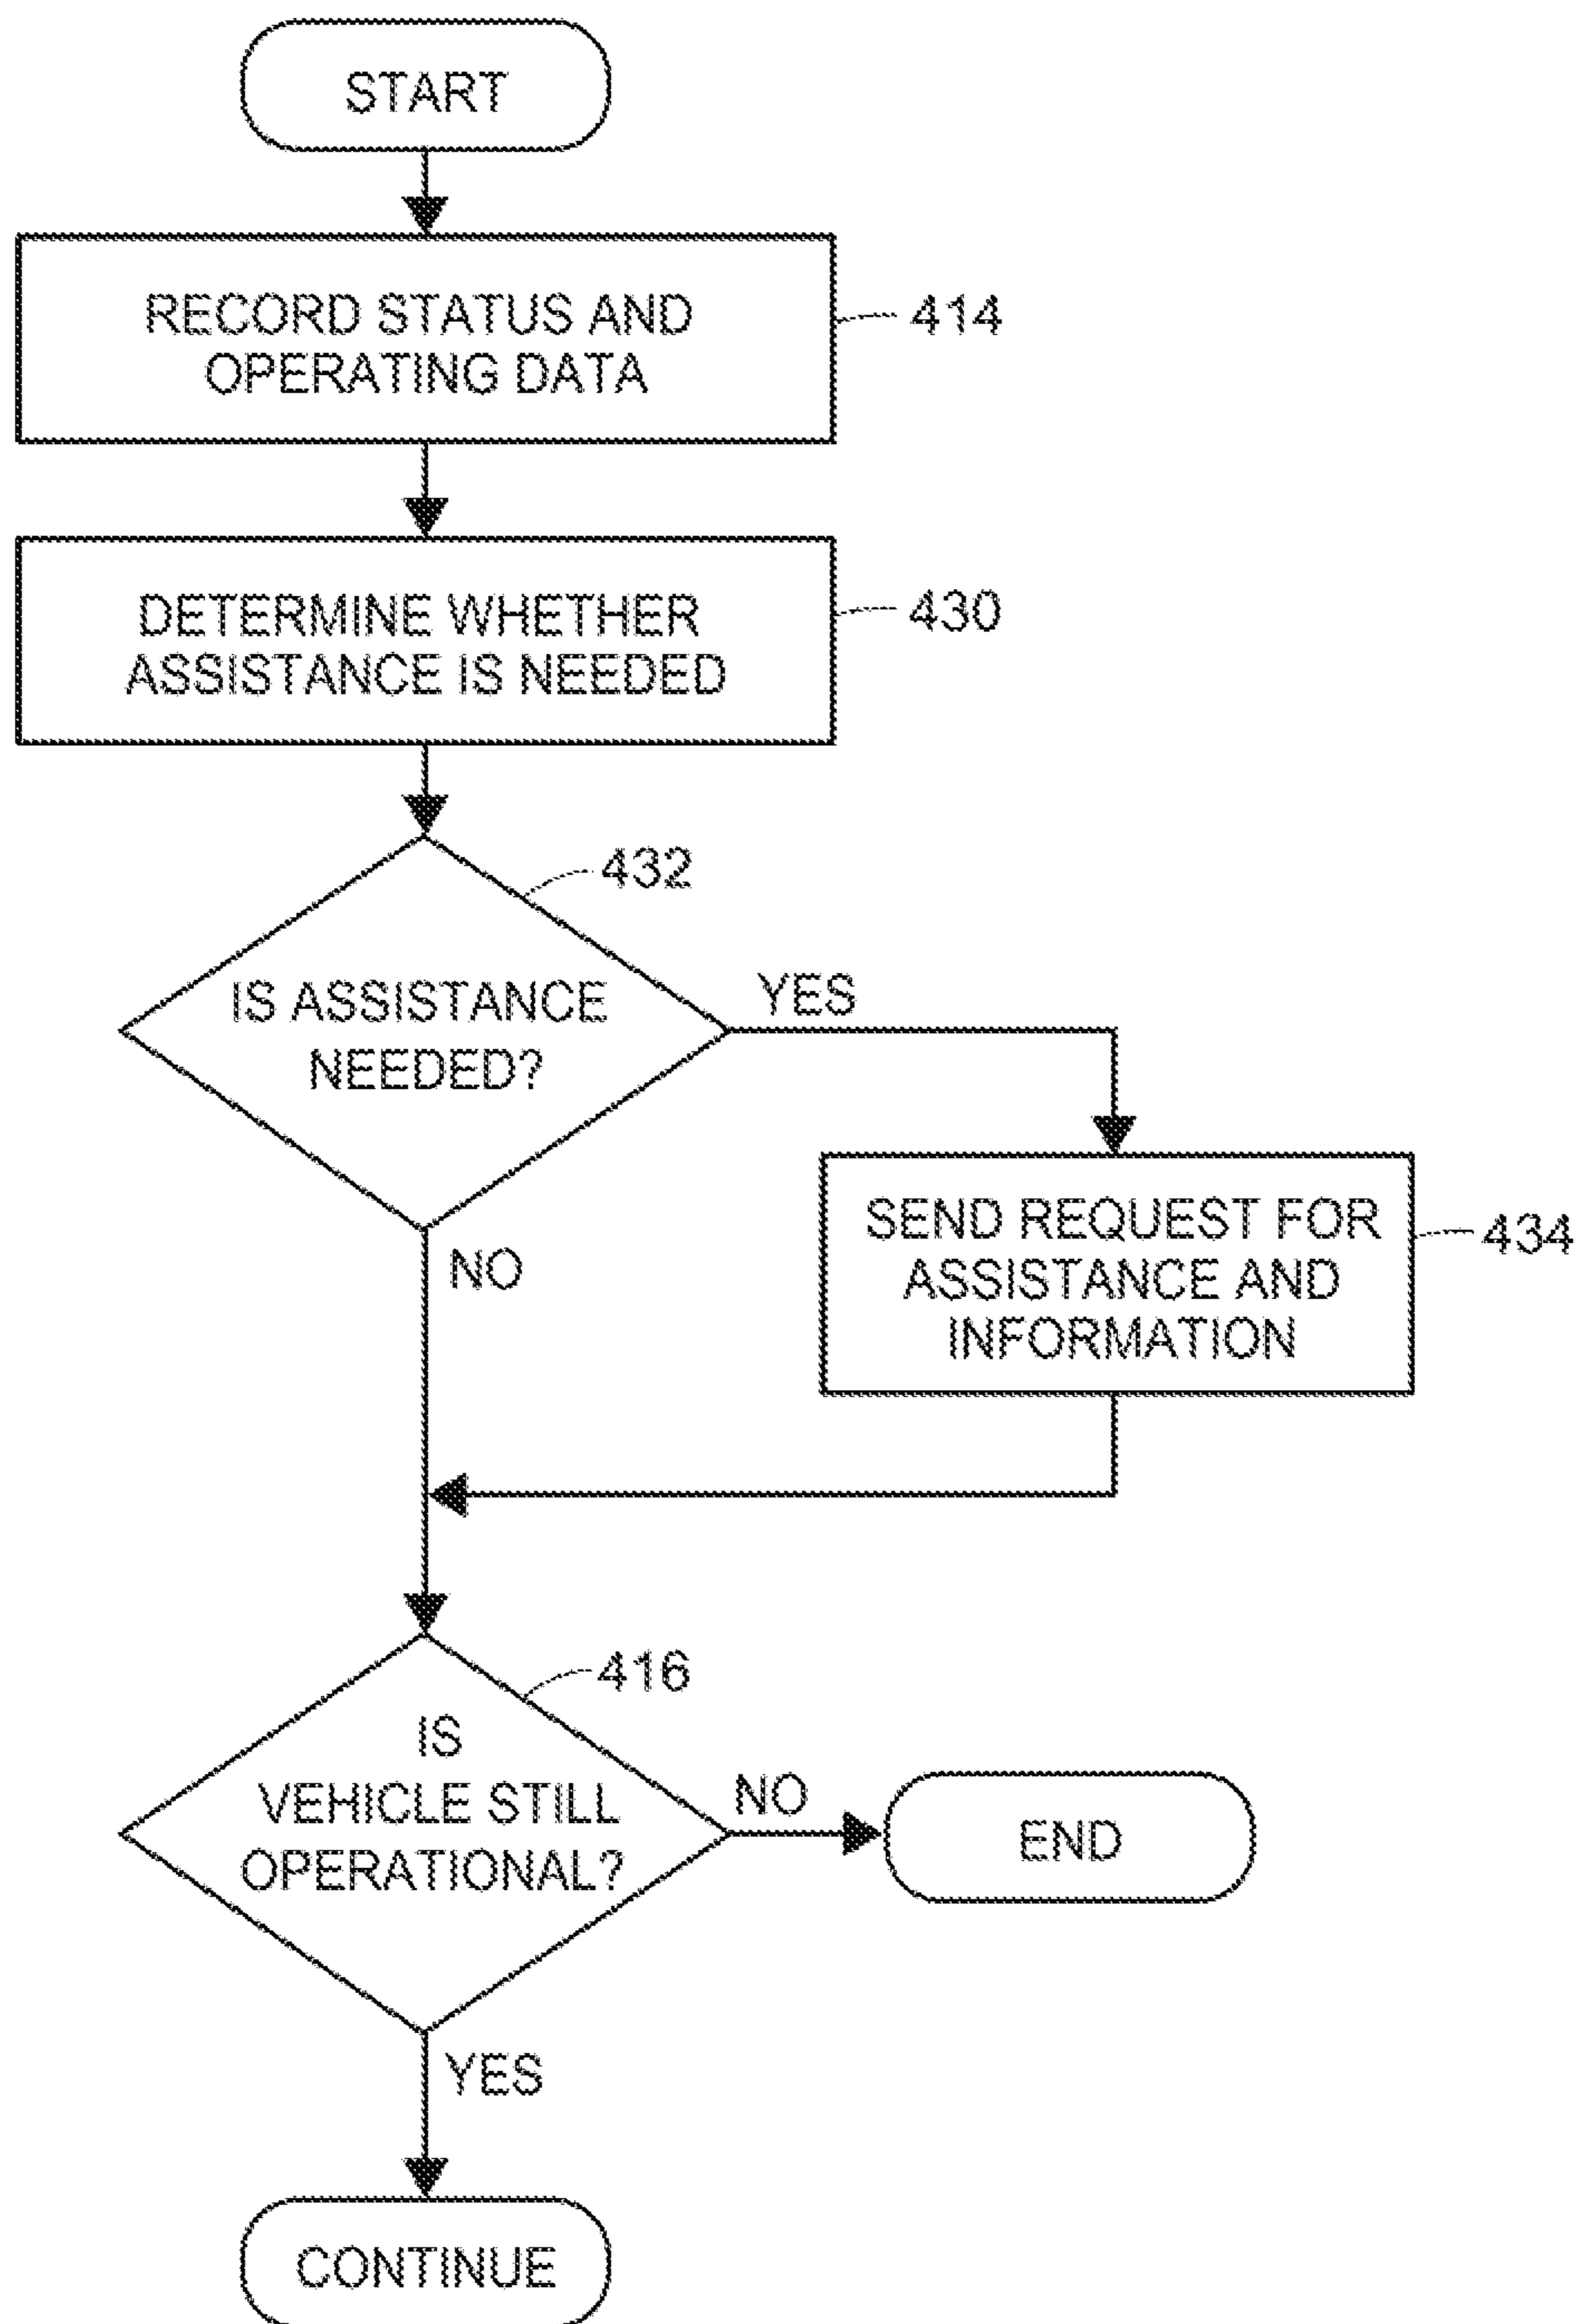 START
RECORD STATUS AND
OPERATING DATA
414
DETERMINE WHETHER
ASSISTANCE IS NEEDED
430
432
IS ASSISTANCE
NEEDED?
YES
NO
SEND REQUEST FOR
ASSISTANCE AND
INFORMATION
434
416
IS
VEHICLE STILL
OPERATIONAL?
NO
END
YES
CONTINUE